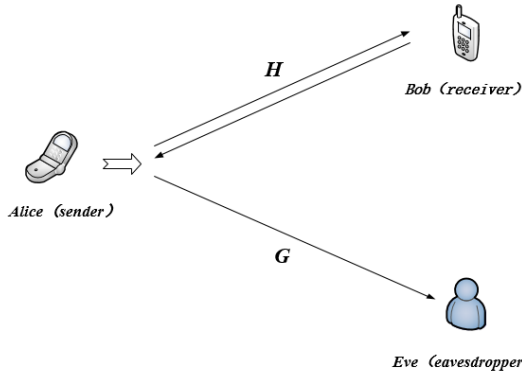 H
Bob (receiver)
Alice (sender)
G
Eve (eavesdropper